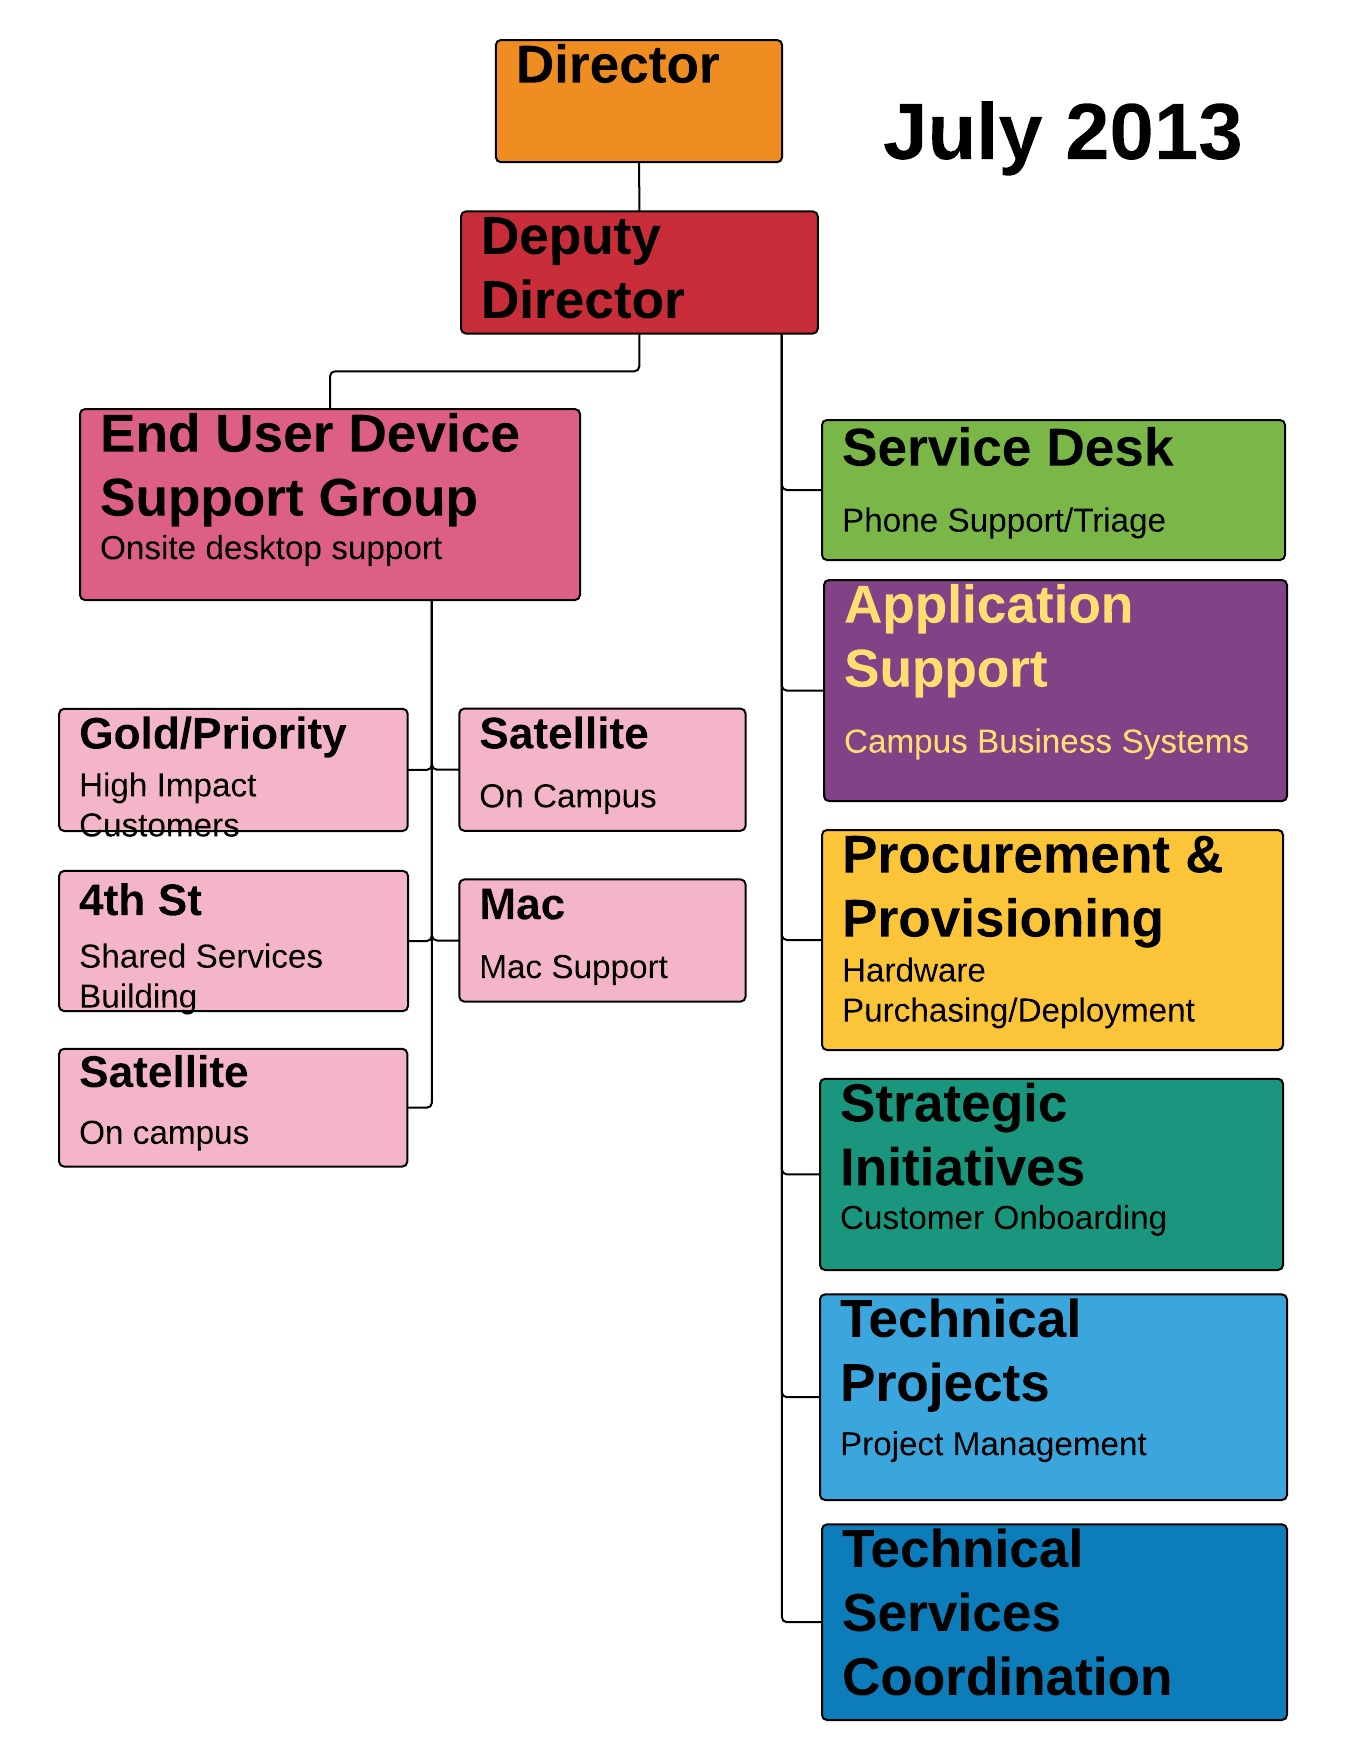 Director
July 2013
Deputy
Director
End User Device
Support Group
Onsite desktop support
Gold/Priority
High Impact
Customers
Satellite
On Campus
4th St
Shared Services
Building
Mac
Mac Support
Satellite
On campus
Service Desk
Phone Support/Triage
Application
Support
Campus Business Systems
Procurement &
Provisioning
Hardware
Purchasing/Deployment
Strategic
Initiatives
Customer Onboarding
Technical
Projects
Project Management
Technical
Services
Coordination